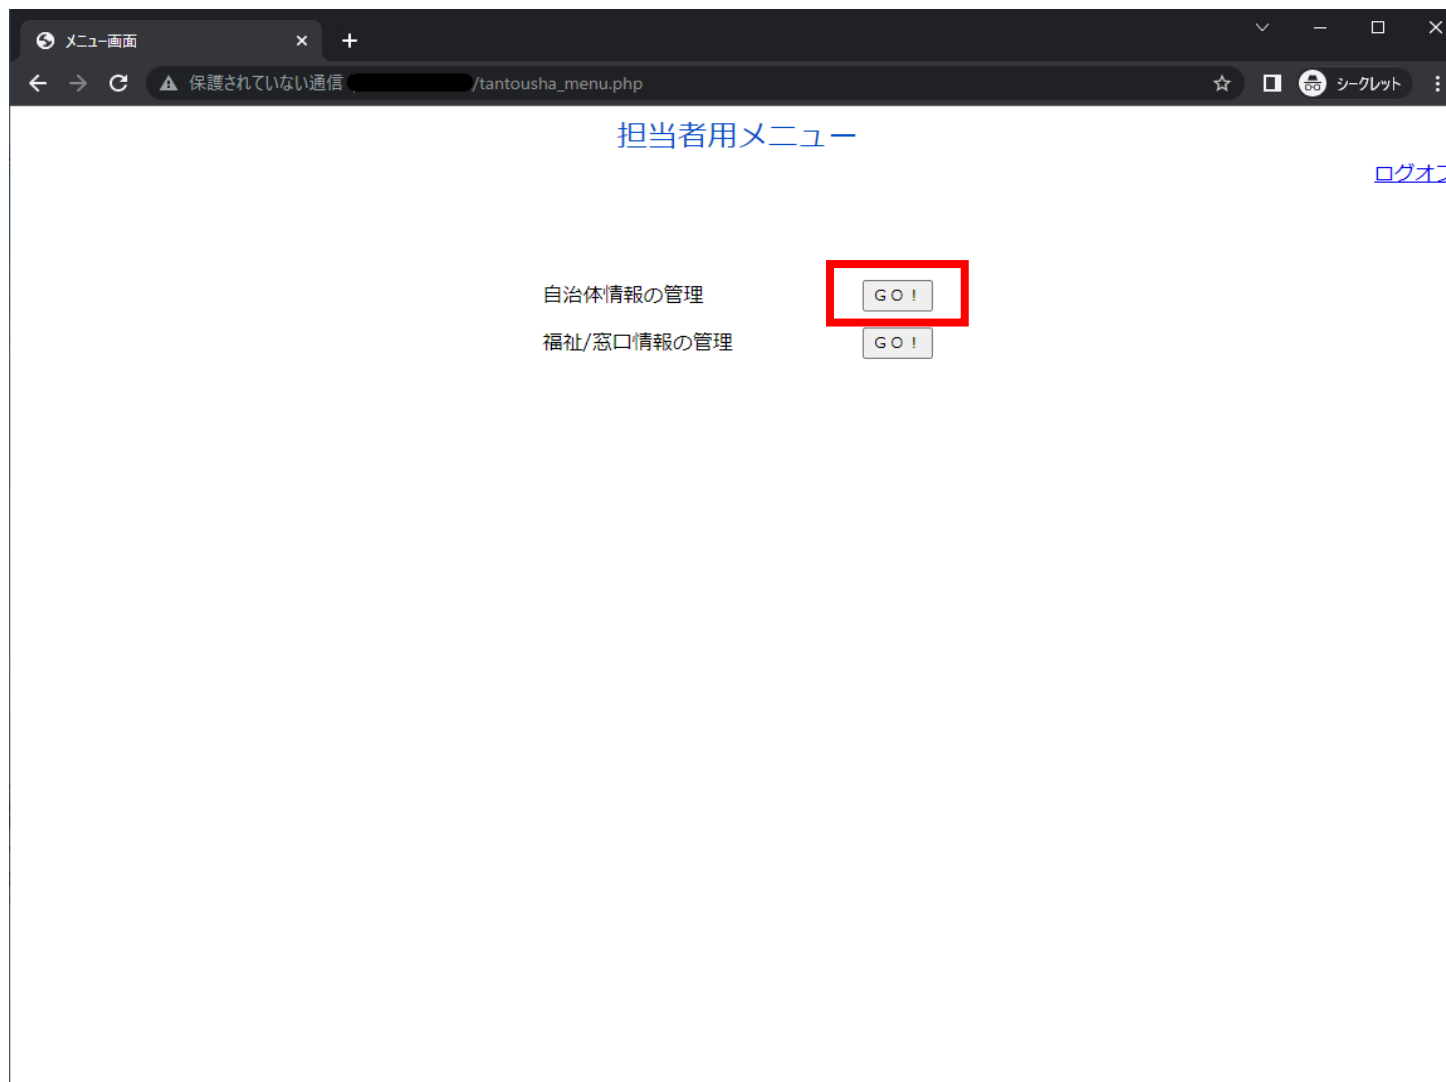 メニュー画面
保護されていない通信 /tantousha_menu.php シークレット
担当者用メニュー
ログオフ
自治体情報の管理 ＧＯ！
福祉/窓口情報の管理 ＧＯ！